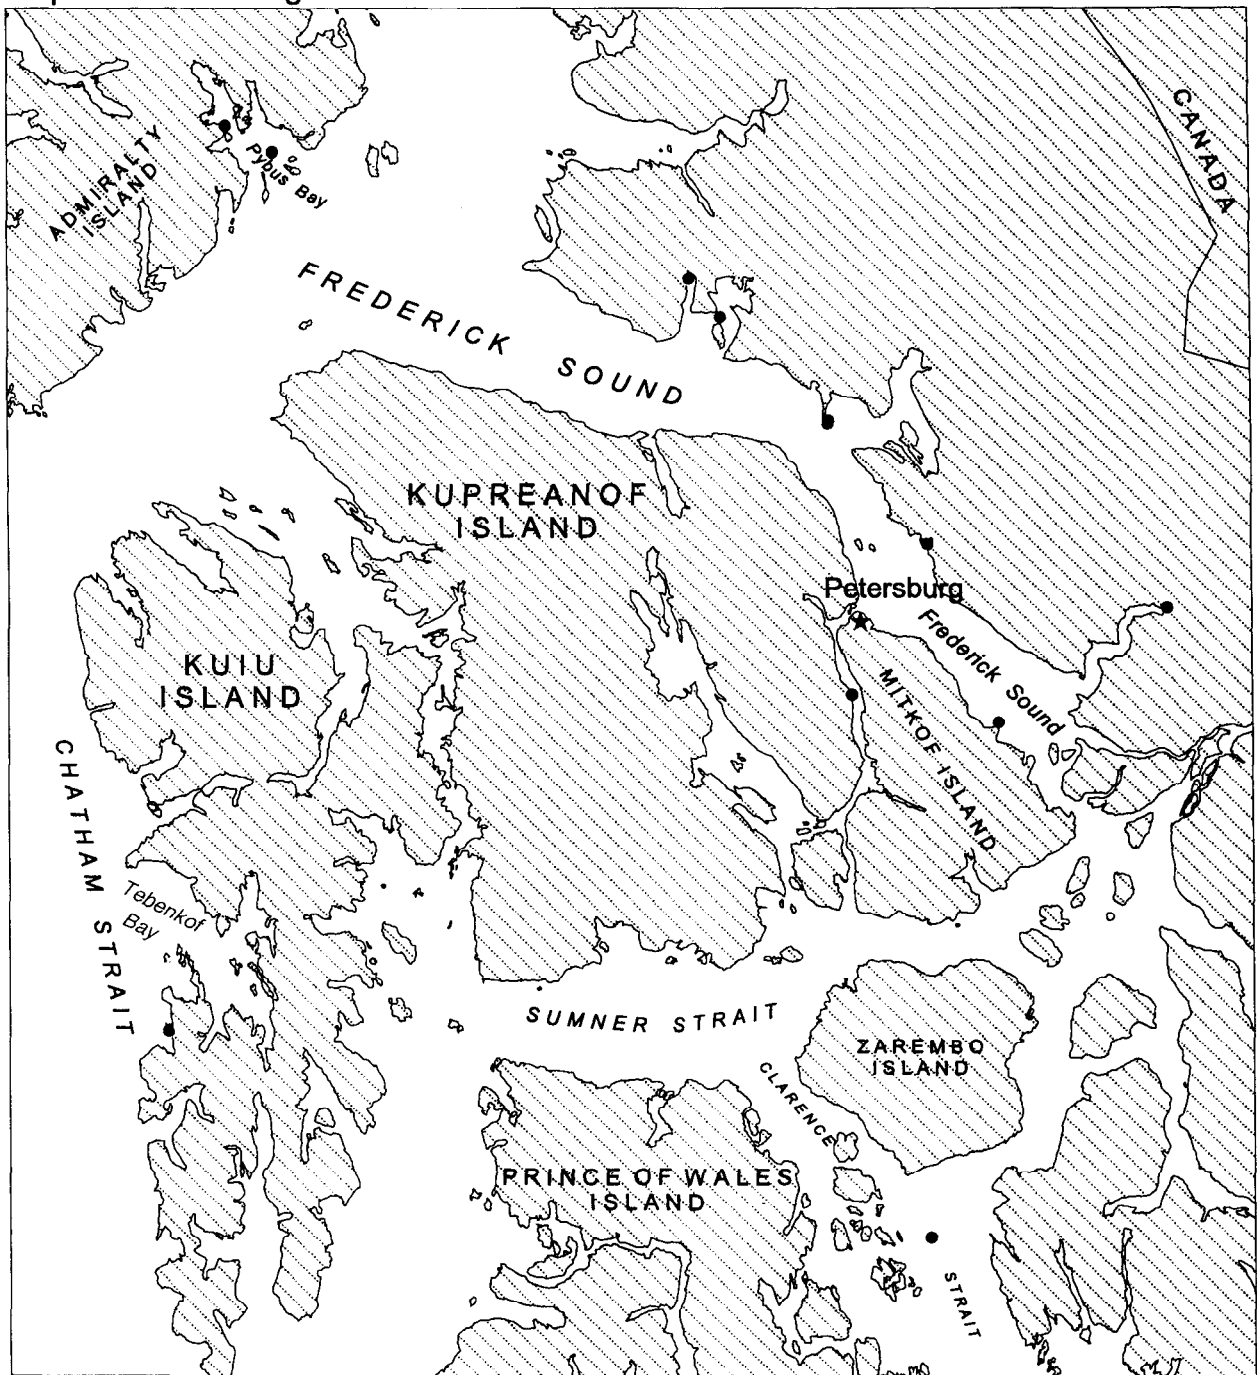 CANADA
ADMIRALTY
ISLAND
Pybus Bay
FREDERICK SOUND
KUPREANOF
ISLAND
Petersburg
Frederick Sound
KUIU
ISLAND
MITKOF ISLAND
CHATHAM STRAIT
Tebenkof
Bay
SUMNER STRAIT
ZAREMBO
ISLAND
CLARENCE
STRAIT
PRINCE OF WALES
ISLAND